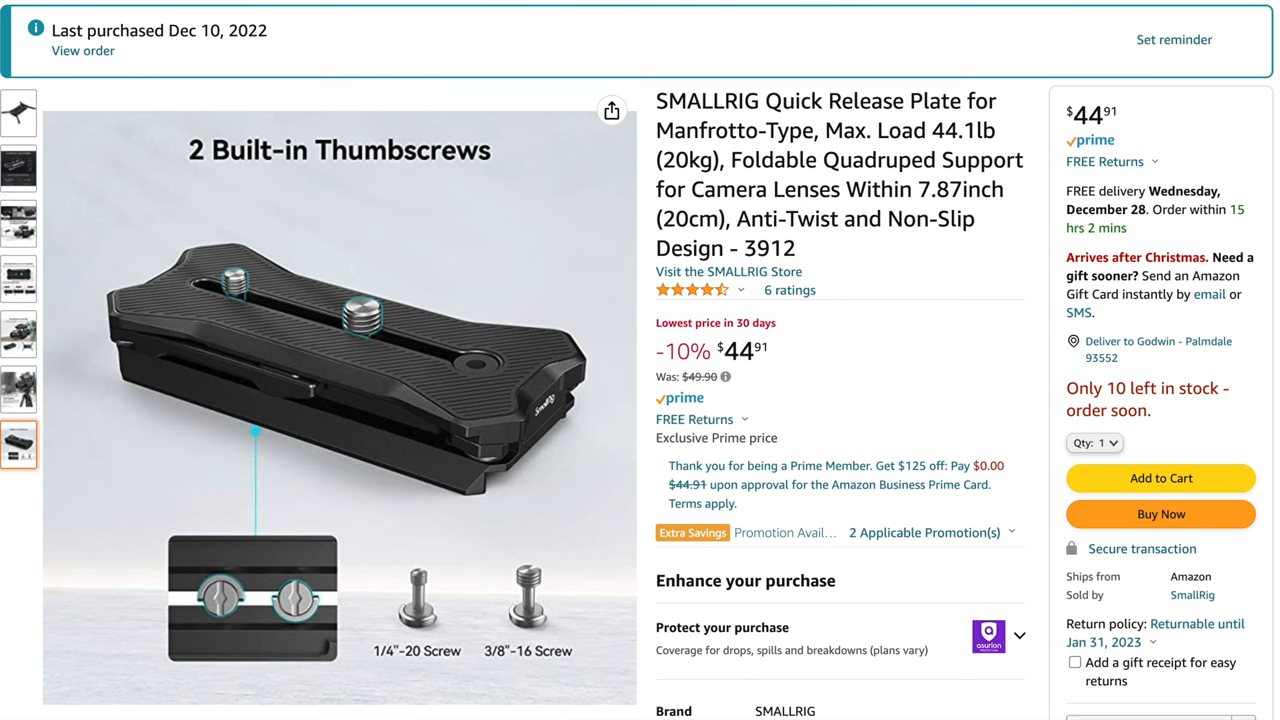 Last purchased Dec 10, 2022
View order
Set reminder
2 Built-in Thumbscrews
SmallRig
1/4"-20 Screw
3/8"-16 Screw
SMALLRIG Quick Release Plate for
Manfrotto-Type, Max. Load 44.1lb
(20kg), Foldable Quadruped Support
for Camera Lenses Within 7.87inch
(20cm), Anti-Twist and Non-Slip
Design - 3912
Visit the SMALLRIG Store
6 ratings
Lowest price in 30 days
-10% $44 91
Was: $49.90
prime
FREE Returns
Exclusive Prime price
Thank you for being a Prime Member. Get $125 off: Pay $0.00
$44.91 upon approval for the Amazon Business Prime Card.
Terms apply.
Extra Savings Promotion Avail... 2 Applicable Promotion(s)
Enhance your purchase
Protect your purchase
Coverage for drops, spills and breakdowns (plans vary)
asurion
Brand SMALLRIG
$44 91
prime
FREE Returns
FREE delivery Wednesday,
December 28. Order within 15
hrs 2 mins
Arrives after Christmas. Need a
gift sooner? Send an Amazon
Gift Card instantly by email or
SMS.
Deliver to Godwin - Palmdale
93552
Only 10 left in stock -
order soon.
Qty: 1
Add to Cart
Buy Now
Secure transaction
Ships from Amazon
Sold by SmallRig
Return policy: Returnable until
Jan 31, 2023
Add a gift receipt for easy
returns